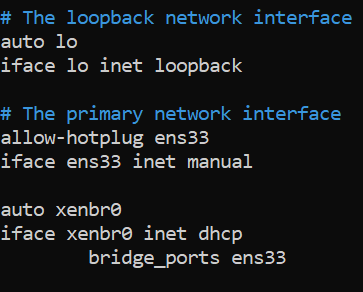 # The loopback network interface
auto lo
iface lo inet loopback
# The primary network interface
allow-hotplug ens33
iface ens33 inet manual
auto xenbr0
iface xenbr0 inet dhcp
bridge_ports ens33